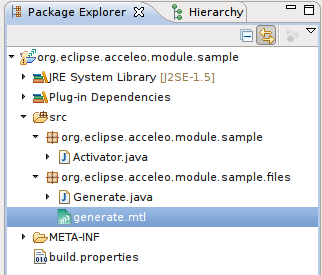 Package Explorer Hierarchy
org.eclipse.acceleo.module.sample
JRE System Library [J2SE-1.5]
Plug-in Dependencies
src
org.eclipse.acceleo.module.sample
Activator.java
org.eclipse.acceleo.module.sample.files
Generate.java
generate.mtl
META-INF
build.properties